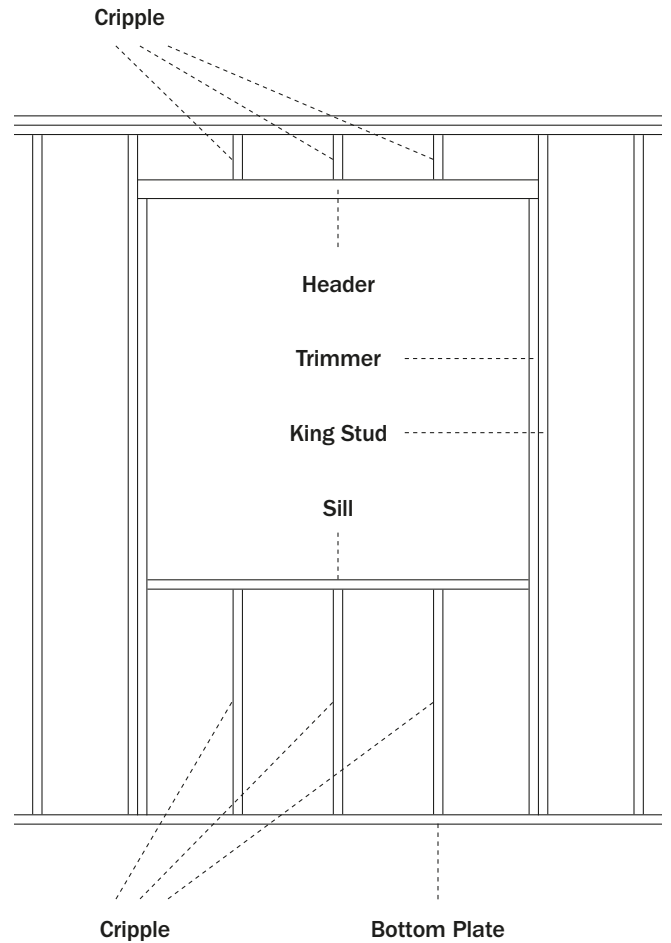 Cripple
Header
Trimmer
King Stud
Sill
Cripple
Bottom Plate